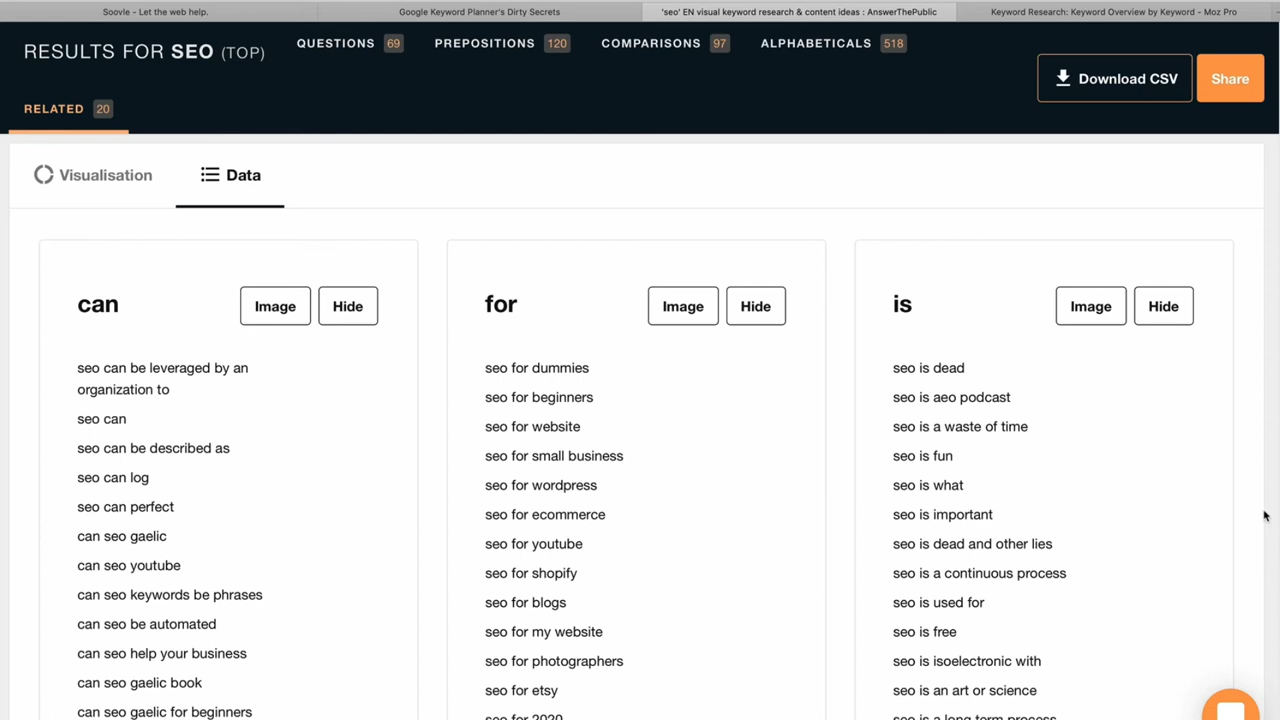 Soovle - Let the web help.
Google Keyword Planner's Dirty Secrets
'seo' EN visual keyword research & content ideas : AnswerThePublic
Keyword Research: Keyword Overview by Keyword - Moz Pro
RESULTS FOR SEO (TOP)
QUESTIONS 69
PREPOSITIONS 120
COMPARISONS 97
ALPHABETICALS 518
RELATED 20
Download CSV
Share
Visualisation
Data
can
Image
Hide
seo can be leveraged by an
organization to
seo can
seo can be described as
seo can log
seo can perfect
can seo gaelic
can seo youtube
can seo keywords be phrases
can seo be automated
can seo help your business
can seo gaelic book
can seo gaelic for beginners
for
Image
Hide
seo for dummies
seo for beginners
seo for website
seo for small business
seo for wordpress
seo for ecommerce
seo for youtube
seo for shopify
seo for blogs
seo for my website
seo for photographers
seo for etsy
seo for 2020
is
Image
Hide
seo is dead
seo is aeo podcast
seo is a waste of time
seo is fun
seo is what
seo is important
seo is dead and other lies
seo is a continuous process
seo is used for
seo is free
seo is isoelectronic with
seo is an art or science
seo is a long term process